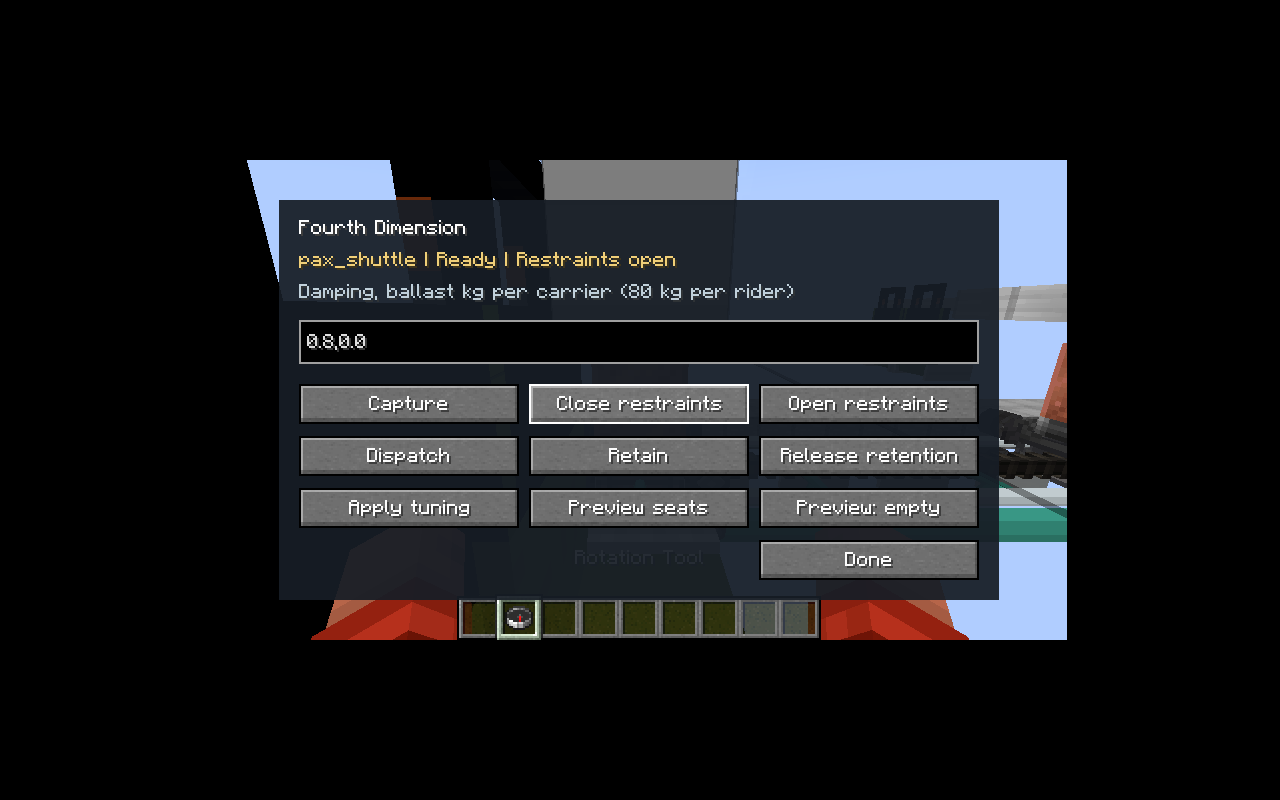 Fourth Dimension
pax_shuttle | Ready | Restraints open
Damping, ballast kg per carrier (80 kg per rider)
0.8,0.0
Capture
Close restraints
Open restraints
Dispatch
Retain
Release retention
Apply tuning
Preview seats
Preview: empty
Rotation Tool
Done